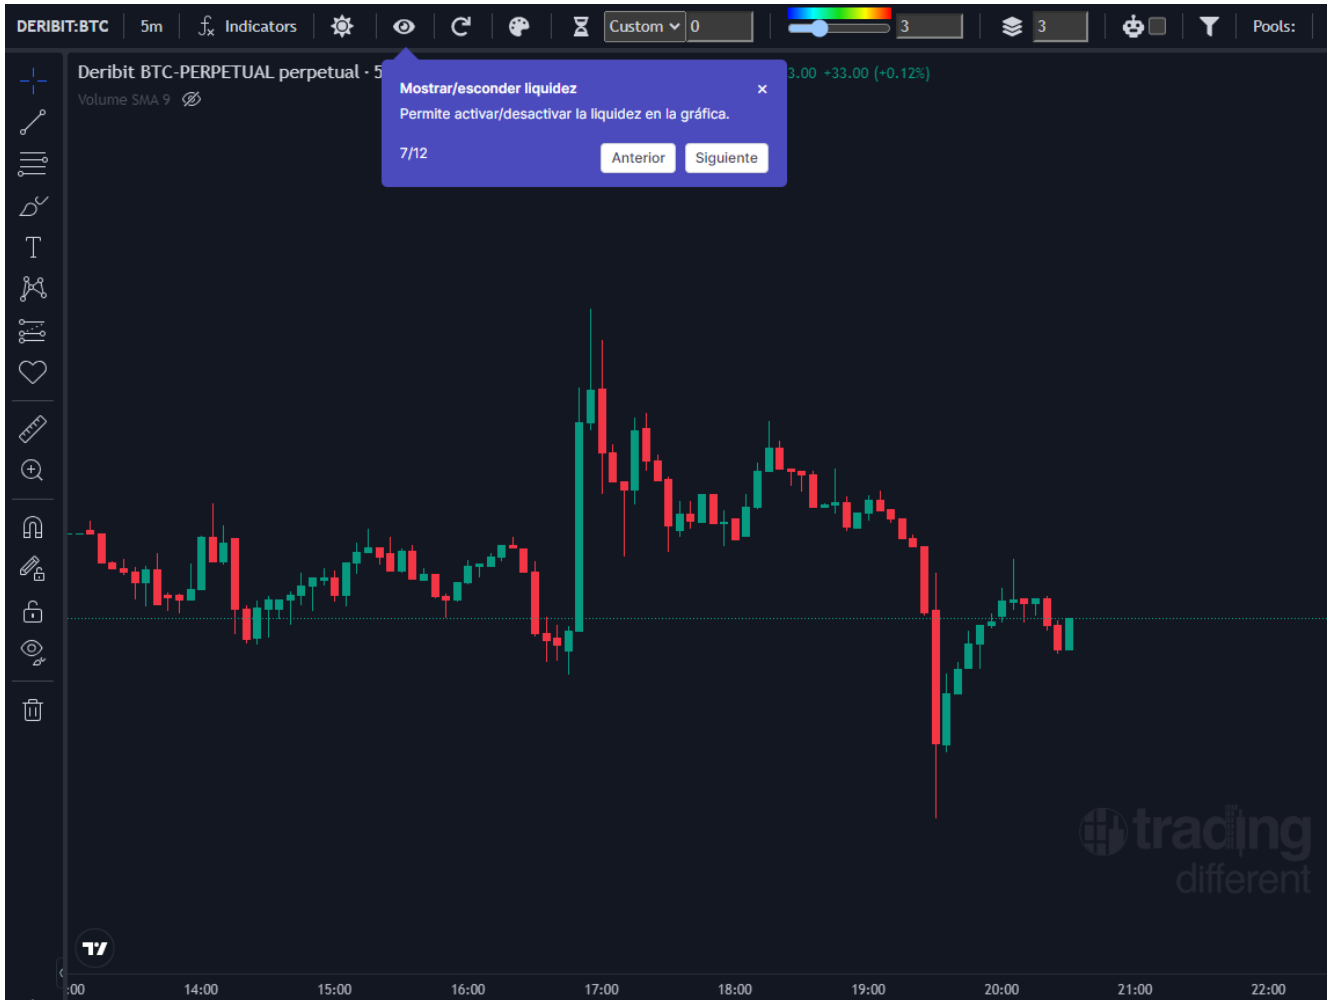 DERIBIT:BTC 5m Indicators Custom 0 3 3 Pools:
Deribit BTC-PERPETUAL perpetual · 5 3.00 +33.00 (+0.12%)
Volume SMA 9
Mostrar/esconder liquidez ×
Permite activar/desactivar la liquidez en la gráfica.
7/12 Anterior Siguiente
trading
different
:00 14:00 15:00 16:00 17:00 18:00 19:00 20:00 21:00 22:00